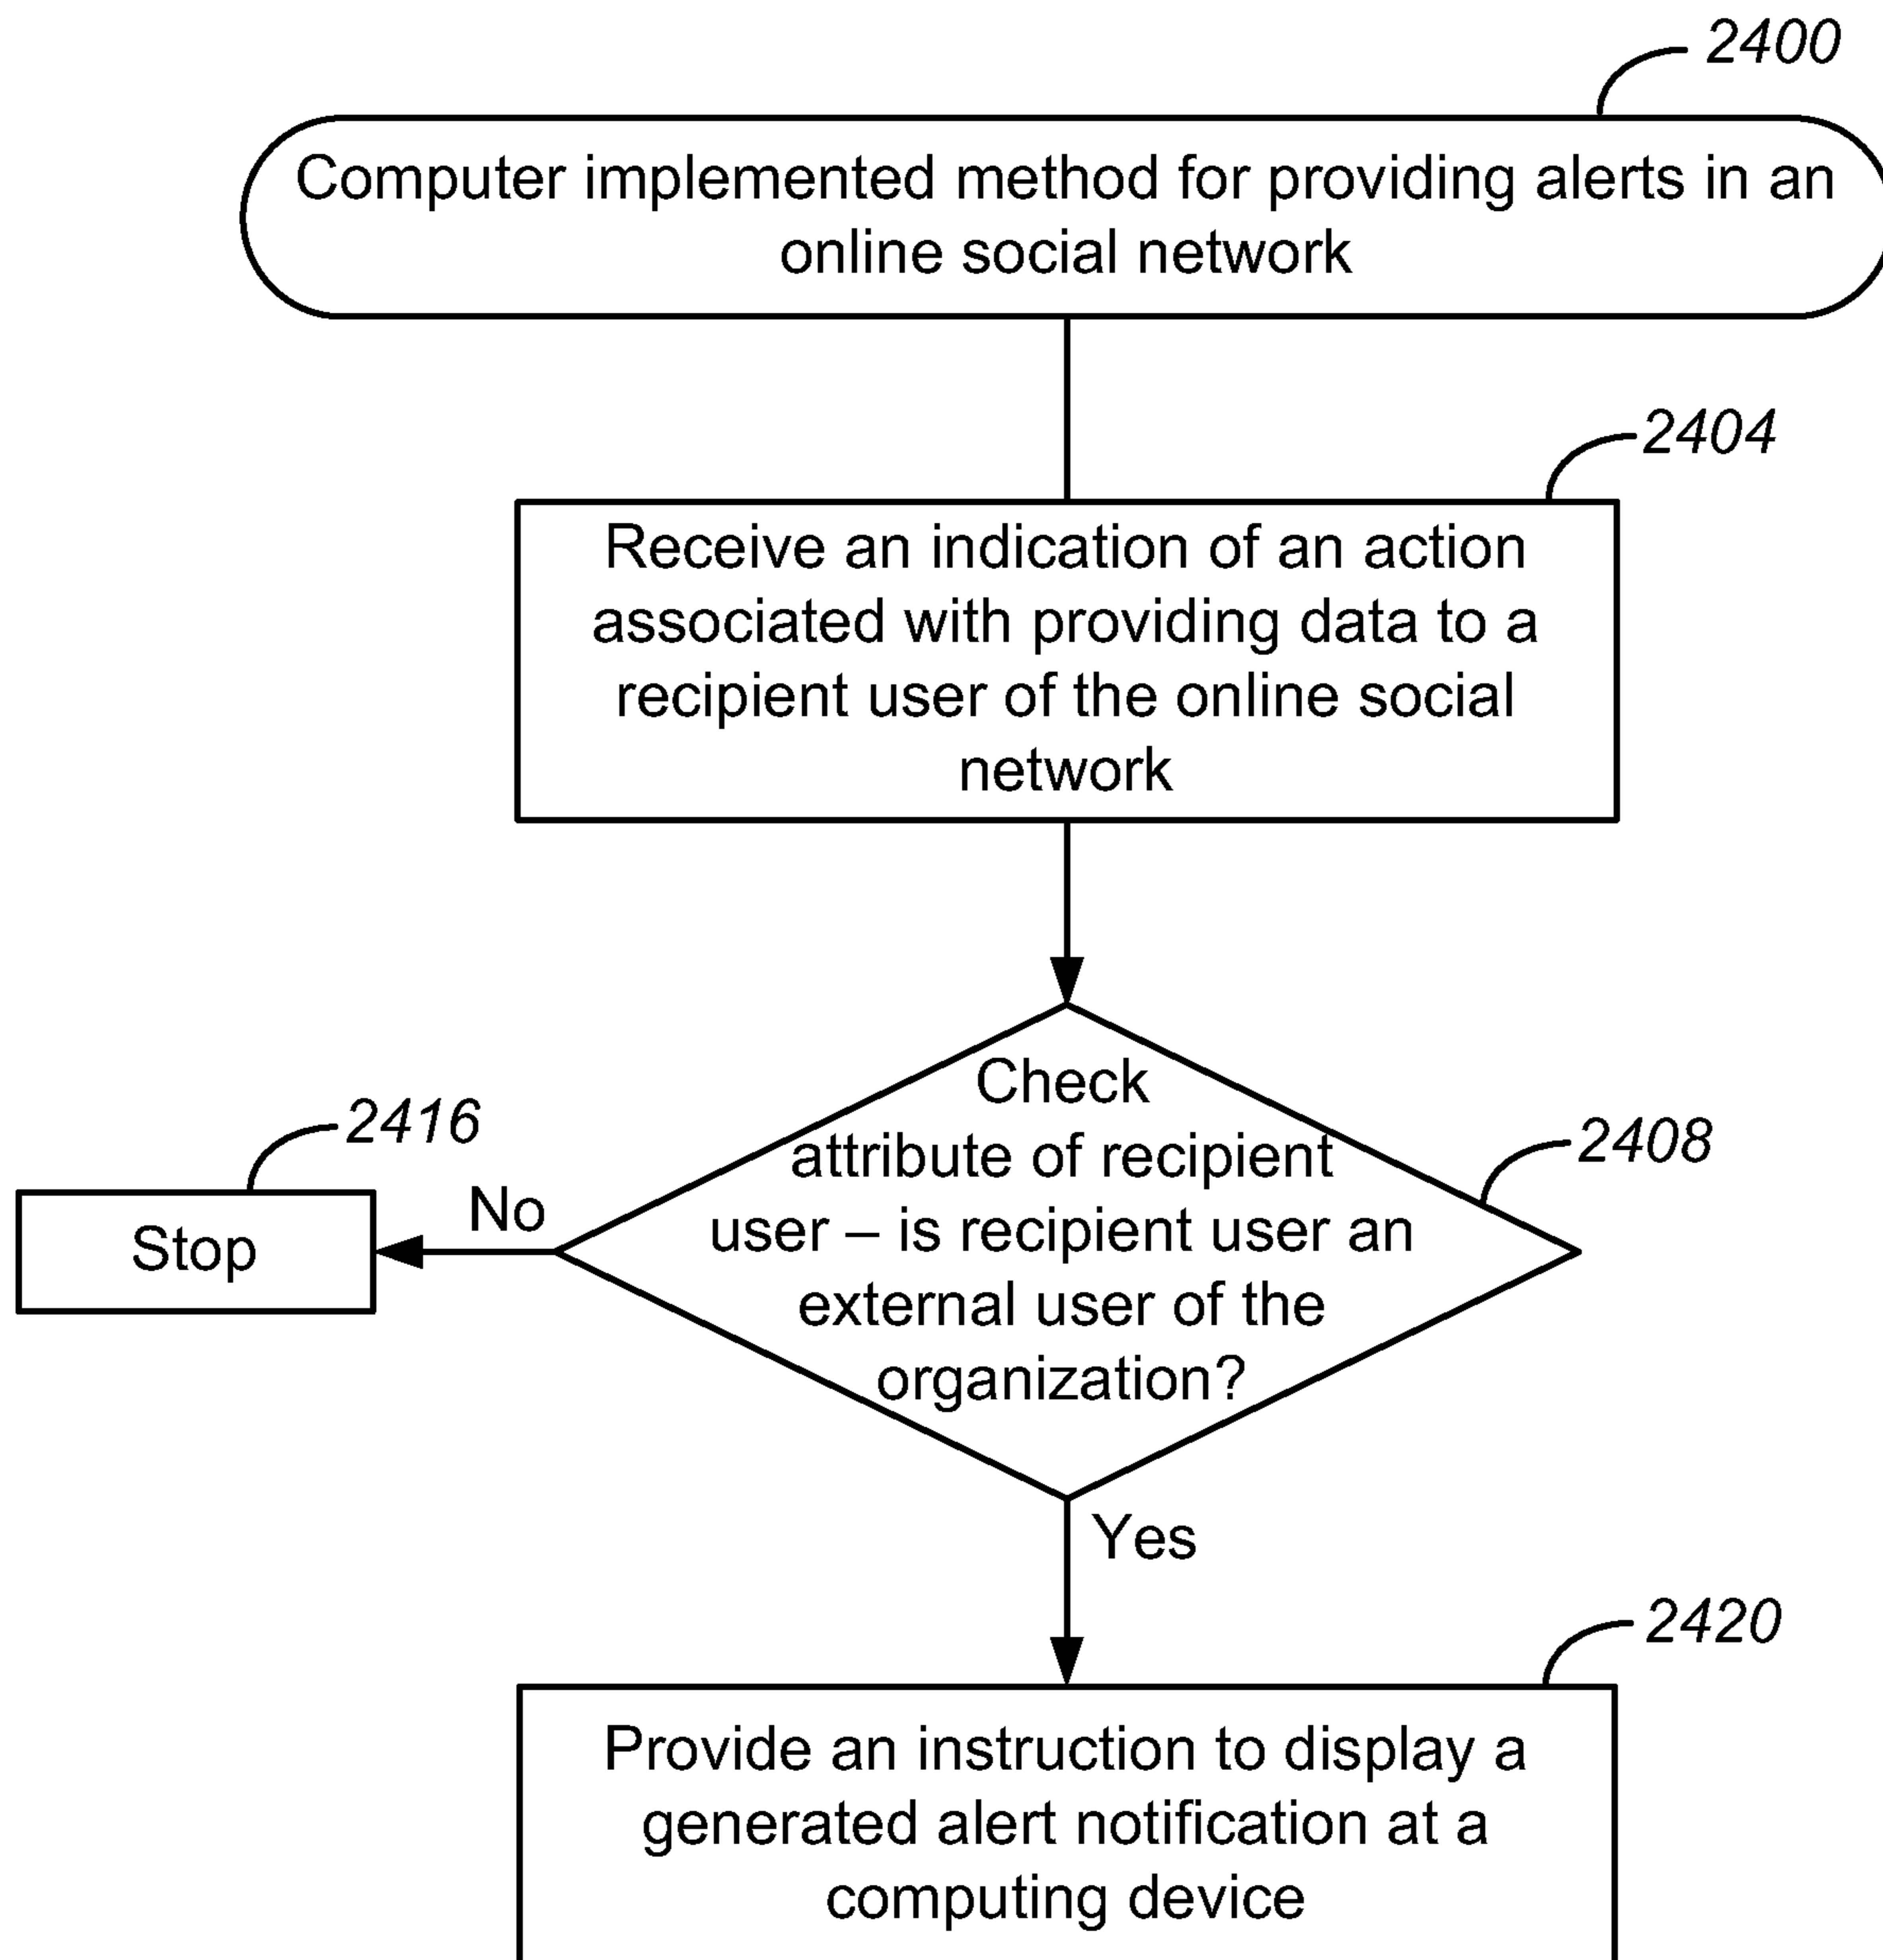 2400
Computer implemented method for providing alerts in an
online social network
2404
Receive an indication of an action
associated with providing data to a
recipient user of the online social
network
2408
Check
attribute of recipient
user – is recipient user an
external user of the
organization?
2416
No
Stop
Yes
2420
Provide an instruction to display a
generated alert notification at a
computing device